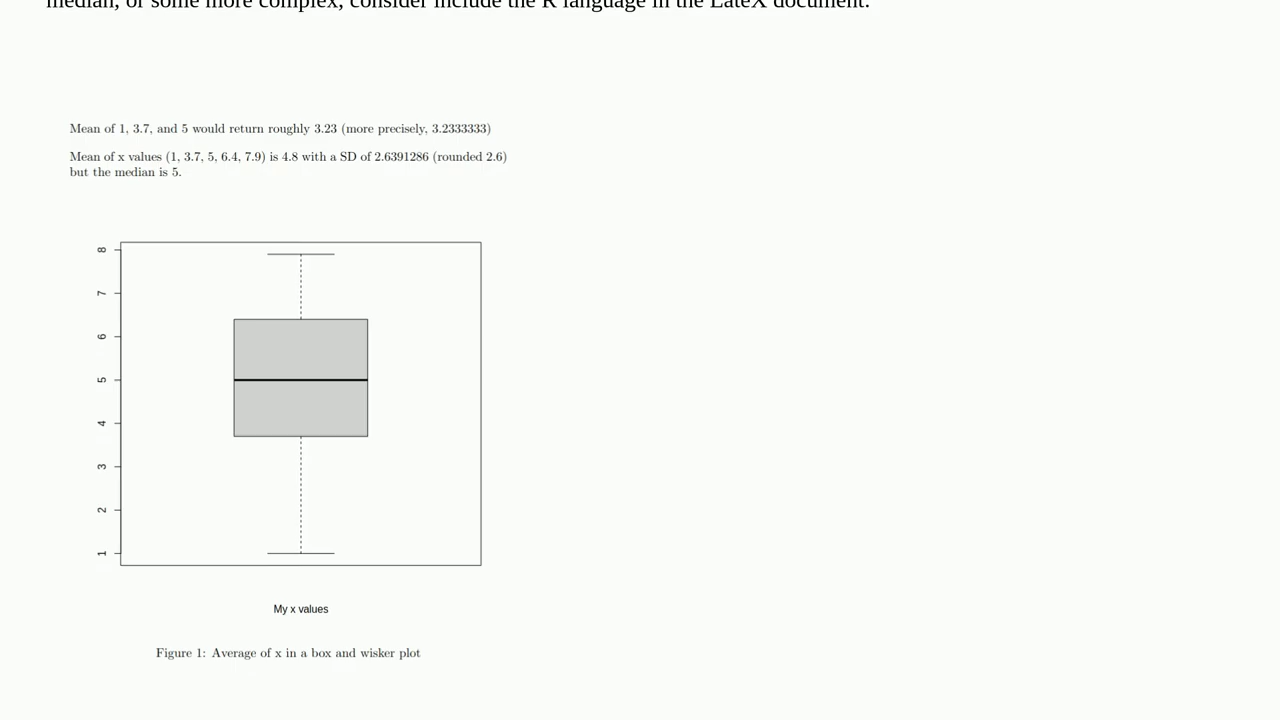 median, or some more complex, consider include the R language in the LateX document.
Mean of 1, 3.7, and 5 would return roughly 3.23 (more precisely, 3.2333333)
Mean of x values (1, 3.7, 5, 6.4, 7.9) is 4.8 with a SD of 2.6391286 (rounded 2.6)
but the median is 5.
8
7
6
5
4
3
2
1
My x values
Figure 1: Average of x in a box and wisker plot